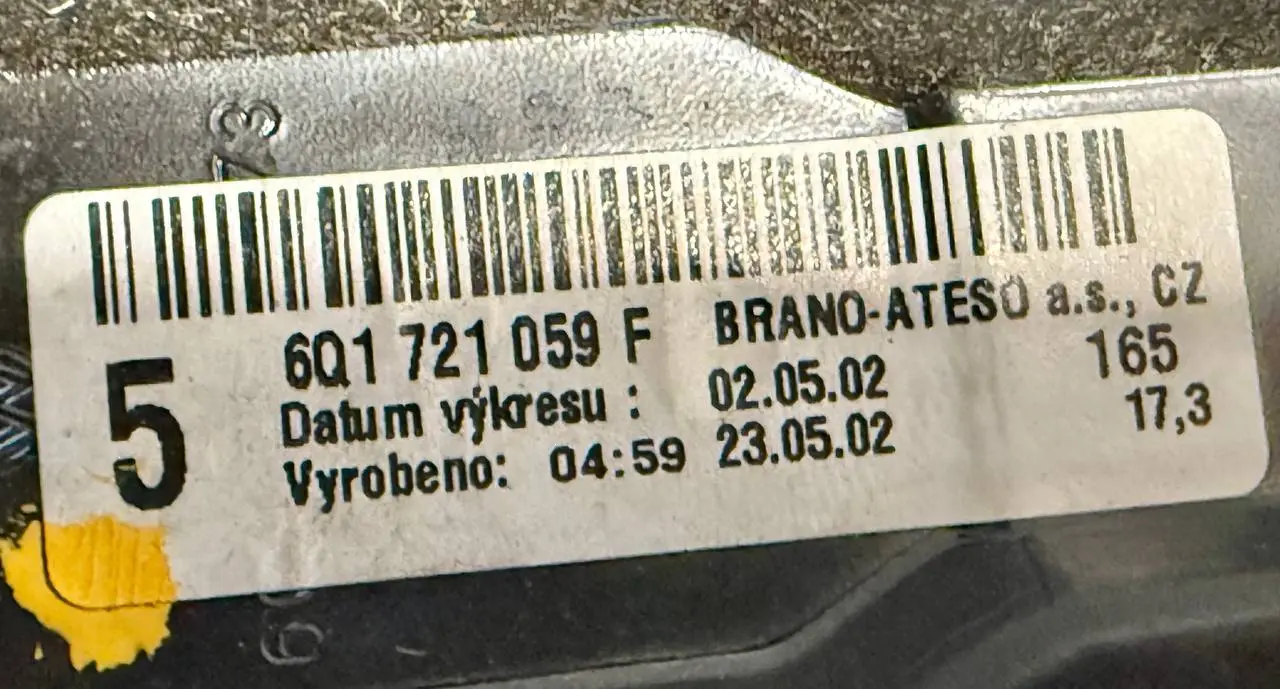 73
6Q1 721 059 F BRANO-ATESO a.s., CZ
5
Datum výkresu : 02.05.02 165
Vyrobeno: 04:59 23.05.02 17,3